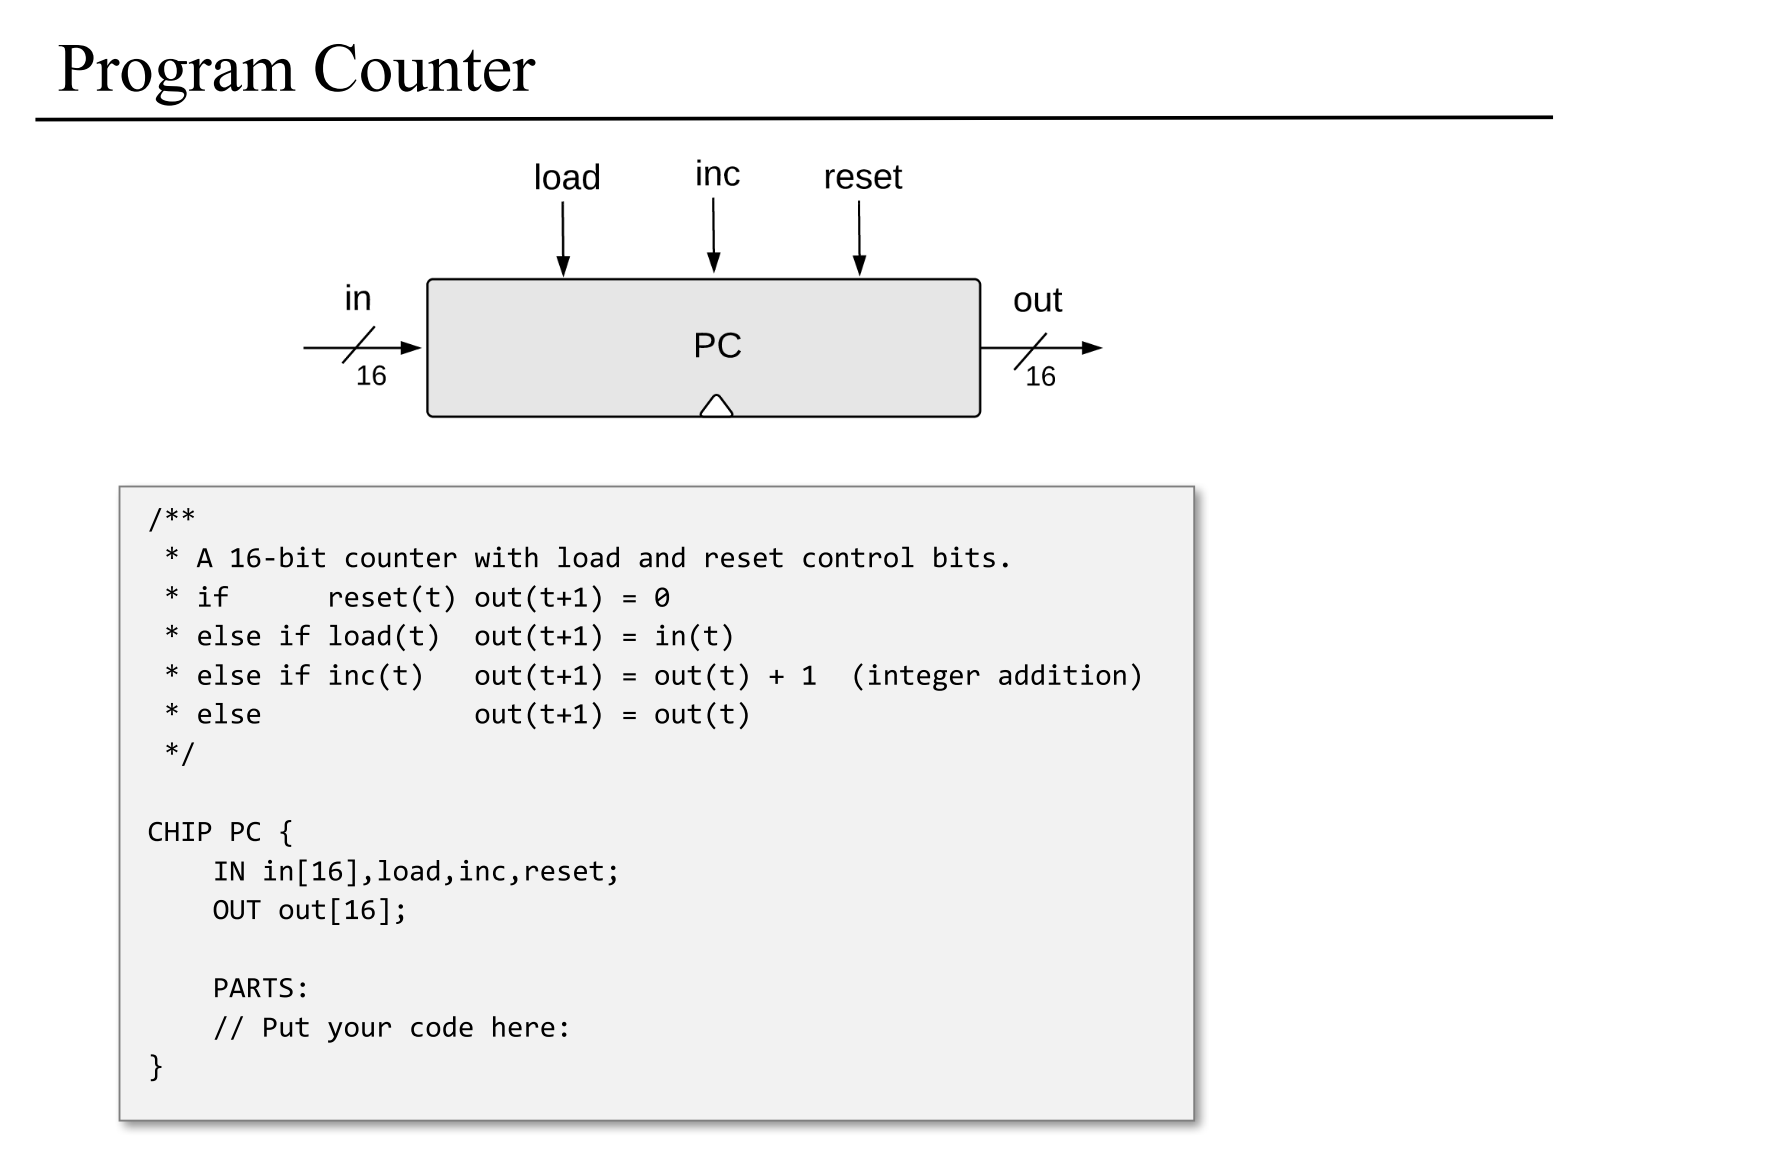 Program Counter
load inc reset
in out
PC
16 16
/**
 * A 16-bit counter with load and reset control bits.
 * if      reset(t) out(t+1) = 0
 * else if load(t)  out(t+1) = in(t)
 * else if inc(t)   out(t+1) = out(t) + 1  (integer addition)
 * else             out(t+1) = out(t)
 */
CHIP PC {
    IN in[16],load,inc,reset;
    OUT out[16];
    PARTS:
    // Put your code here:
}